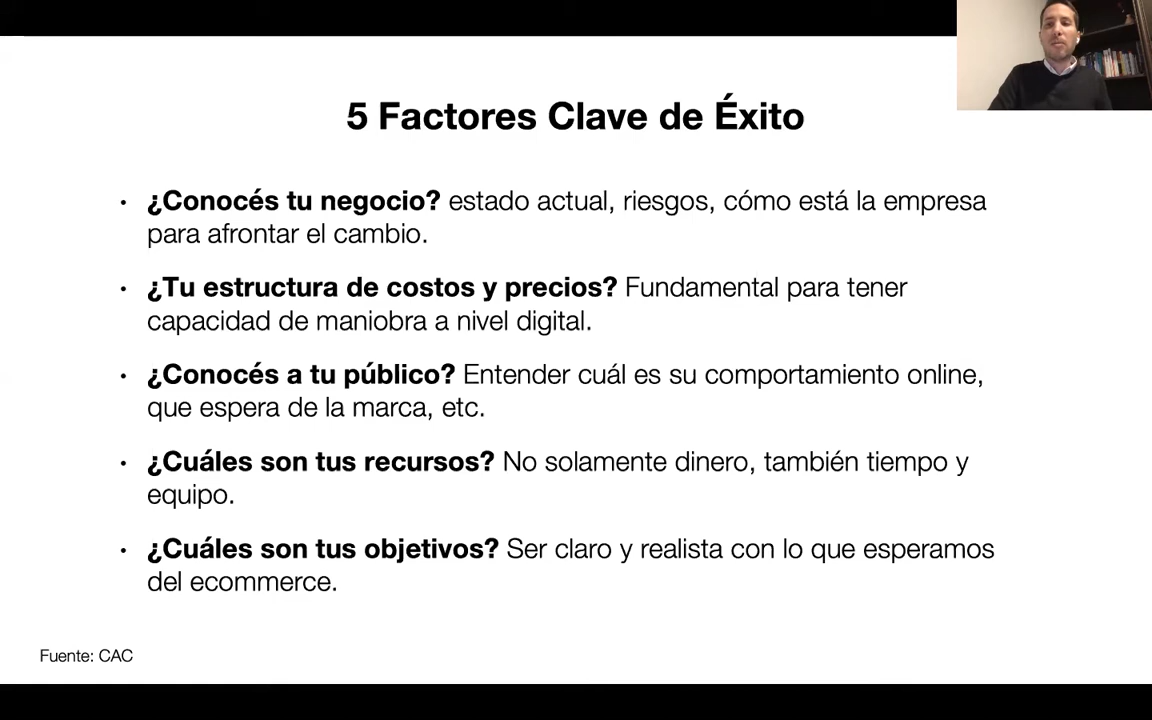 5 Factores Clave de Éxito
• ¿Conocés tu negocio? estado actual, riesgos, cómo está la empresa
para afrontar el cambio.
• ¿Tu estructura de costos y precios? Fundamental para tener
capacidad de maniobra a nivel digital.
• ¿Conocés a tu público? Entender cuál es su comportamiento online,
que espera de la marca, etc.
• ¿Cuáles son tus recursos? No solamente dinero, también tiempo y
equipo.
• ¿Cuáles son tus objetivos? Ser claro y realista con lo que esperamos
del ecommerce.
Fuente: CAC